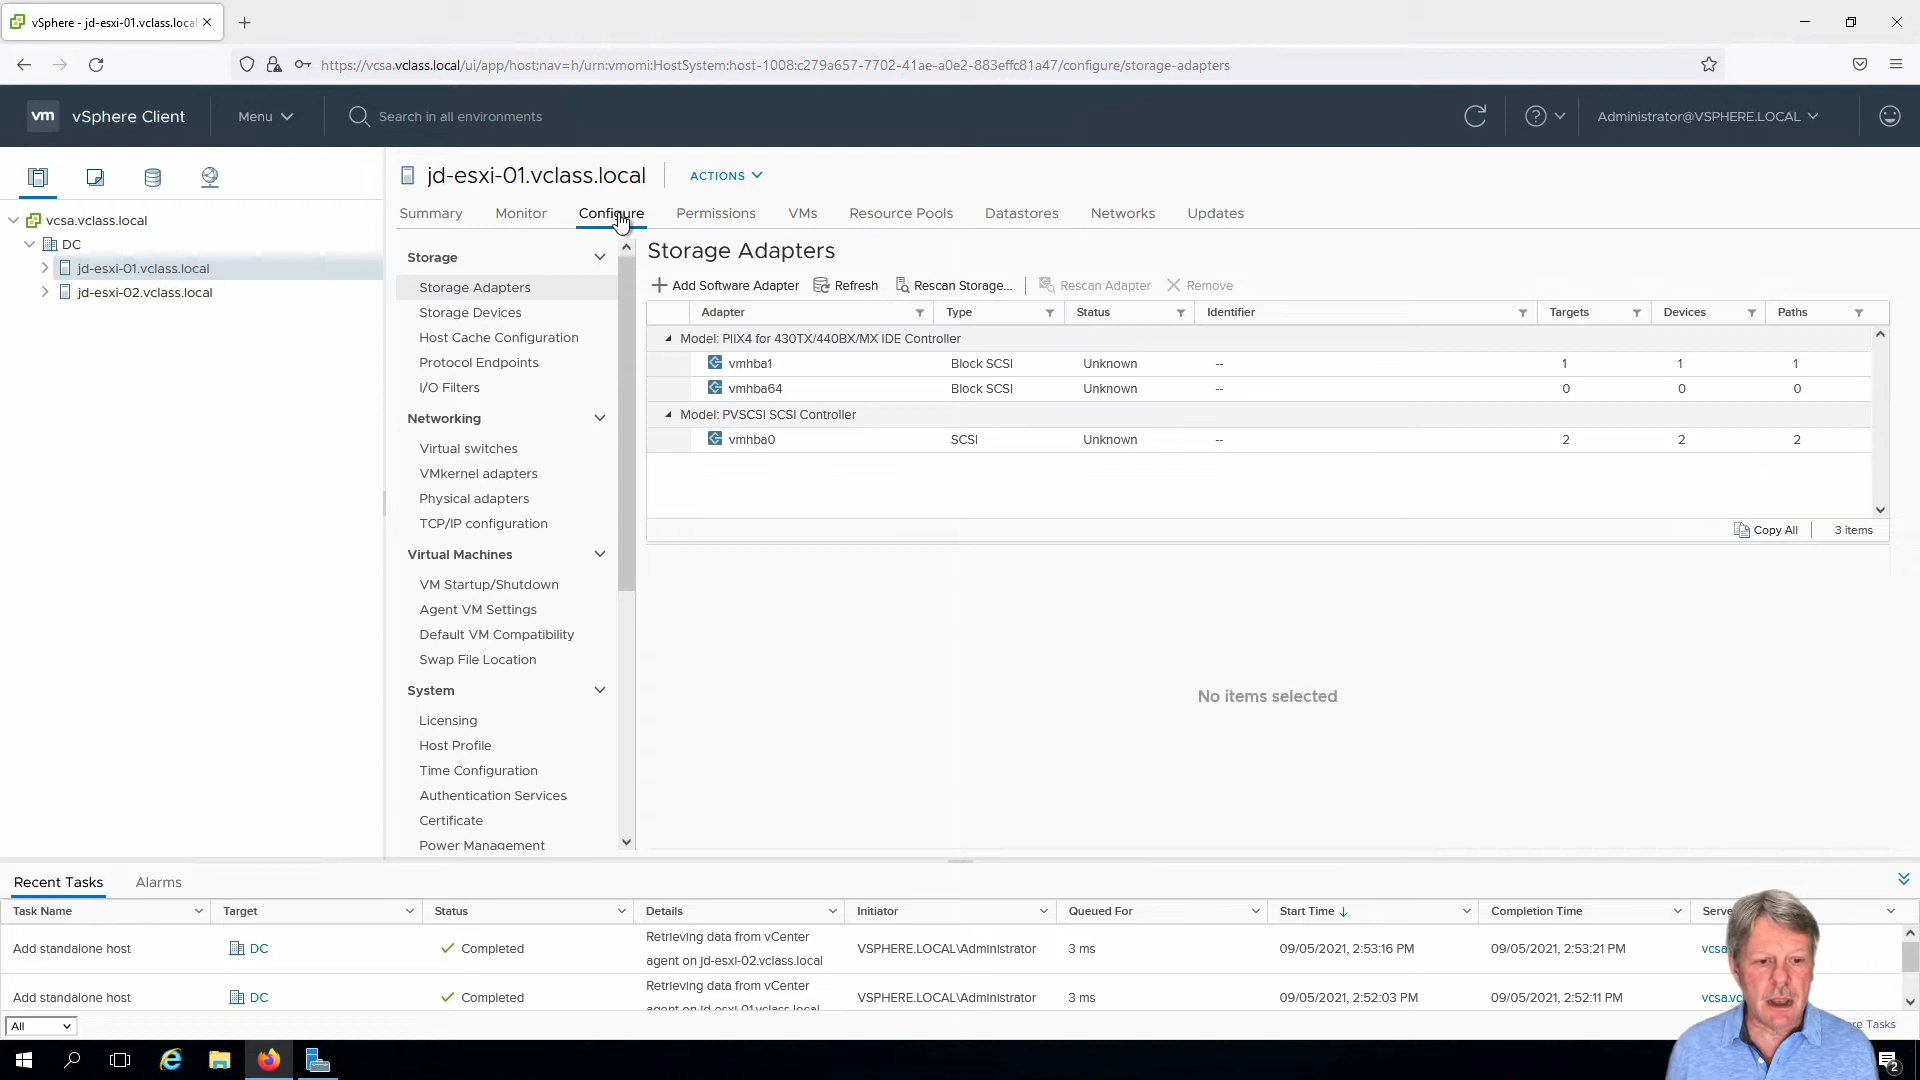 vSphere - jd-esxi-01.vclass.local
https://vcsa.vclass.local/ui/app/host;nav=h/urn:vmomi:HostSystem:host-1008:c279a657-7702-41ae-a0e2-883effc81a47/configure/storage-adapters
vm vSphere Client Menu Search in all environments Administrator@VSPHERE.LOCAL
jd-esxi-01.vclass.local ACTIONS
Summary Monitor Configure Permissions VMs Resource Pools Datastores Networks Updates
vcsa.vclass.local
DC
jd-esxi-01.vclass.local
jd-esxi-02.vclass.local
Storage
Storage Adapters
Storage Devices
Host Cache Configuration
Protocol Endpoints
I/O Filters
Networking
Virtual switches
VMkernel adapters
Physical adapters
TCP/IP configuration
Virtual Machines
VM Startup/Shutdown
Agent VM Settings
Default VM Compatibility
Swap File Location
System
Licensing
Host Profile
Time Configuration
Authentication Services
Certificate
Power Management
Storage Adapters
Add Software Adapter Refresh Rescan Storage... Rescan Adapter Remove
Adapter Type Status Identifier Targets Devices Paths
Model: PIIX4 for 430TX/440BX/MX IDE Controller
vmhba1 Block SCSI Unknown -- 1 1 1
vmhba64 Block SCSI Unknown -- 0 0 0
Model: PVSCSI SCSI Controller
vmhba0 SCSI Unknown -- 2 2 2
Copy All 3 items
No items selected
Recent Tasks Alarms
Task Name Target Status Details Initiator Queued For Start Time Completion Time Serve
Add standalone host DC Completed Retrieving data from vCenter VSPHERE.LOCAL\Administrator 3 ms 09/05/2021, 2:53:16 PM 09/05/2021, 2:53:21 PM vcsa
agent on jd-esxi-02.vclass.local
Add standalone host DC Completed Retrieving data from vCenter VSPHERE.LOCAL\Administrator 3 ms 09/05/2021, 2:52:03 PM 09/05/2021, 2:52:11 PM vcsa.vc
agent on jd-esxi-01.vclass.local
All
Tasks
2